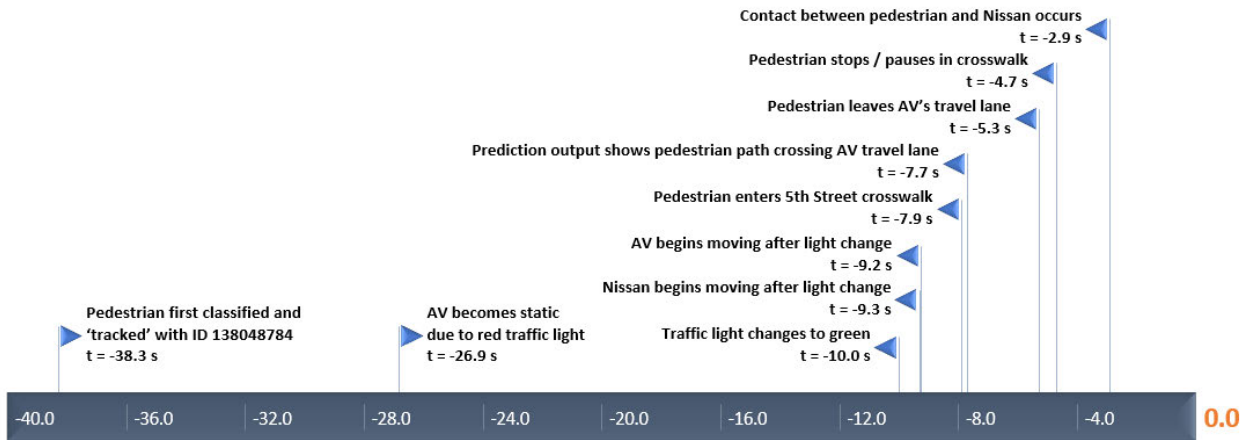 Contact between pedestrian and Nissan occurs
t = -2.9 s
Pedestrian stops / pauses in crosswalk
t = -4.7 s
Pedestrian leaves AV’s travel lane
t = -5.3 s
Prediction output shows pedestrian path crossing AV travel lane
t = -7.7 s
Pedestrian enters 5th Street crosswalk
t = -7.9 s
AV begins moving after light change
t = -9.2 s
Nissan begins moving after light change
t = -9.3 s
Traffic light changes to green
t = -10.0 s
Pedestrian first classified and
‘tracked’ with ID 138048784
t = -38.3 s
AV becomes static
due to red traffic light
t = -26.9 s
-40.0 -36.0 -32.0 -28.0 -24.0 -20.0 -16.0 -12.0 -8.0 -4.0 0.0